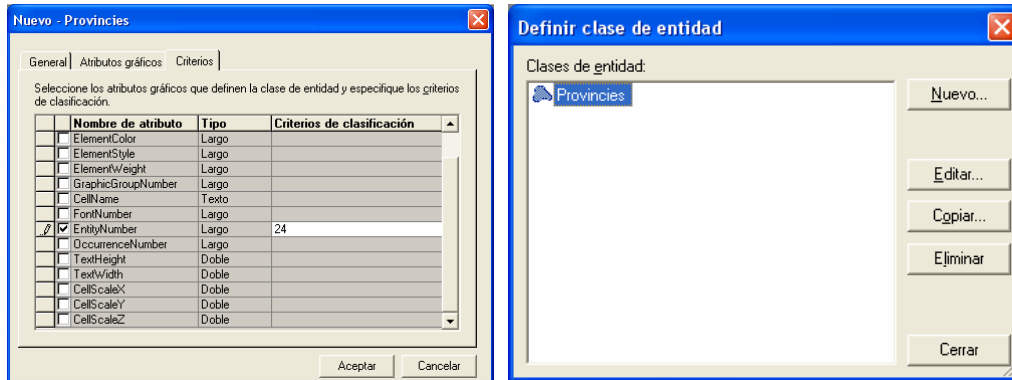 Nuevo - Provincies
General Atributos gráficos Criterios
Seleccione los atributos gráficos que definen la clase de entidad y especifique los criterios
de clasificación.
Nombre de atributo Tipo Criterios de clasificación
ElementColor Largo
ElementStyle Largo
ElementWeight Largo
GraphicGroupNumber Largo
CellName Texto
FontNumber Largo
EntityNumber Largo 24
OccurrenceNumber Largo
TextHeight Doble
TextWidth Doble
CellScaleX Doble
CellScaleY Doble
CellScaleZ Doble
Aceptar Cancelar
Definir clase de entidad
Clases de entidad:
Provincies
Nuevo...
Editar...
Copiar...
Eliminar
Cerrar